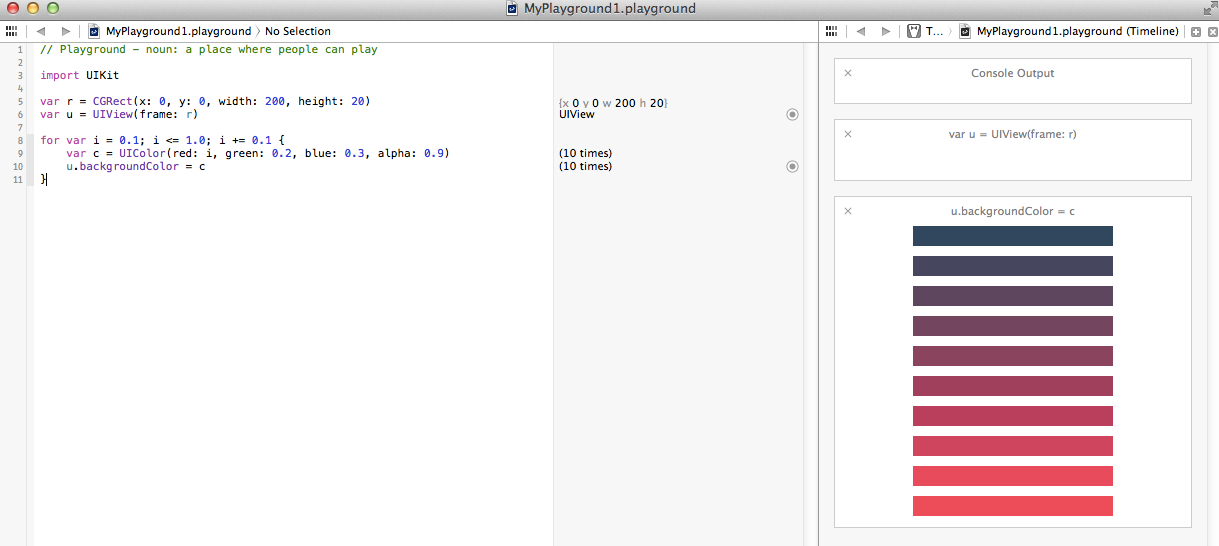 MyPlayground1.playground
MyPlayground1.playground 〉No Selection
T... 〉 MyPlayground1.playground (Timeline)
1 // Playground – noun: a place where people can play
2
3 import UIKit
4
5 var r = CGRect(x: 0, y: 0, width: 200, height: 20)
{x 0 y 0 w 200 h 20}
6 var u = UIView(frame: r)
UIView
7
8 for var i = 0.1; i <= 1.0; i += 0.1 {
9 var c = UIColor(red: i, green: 0.2, blue: 0.3, alpha: 0.9)
(10 times)
10 u.backgroundColor = c
(10 times)
11 }
Console Output
var u = UIView(frame: r)
u.backgroundColor = c